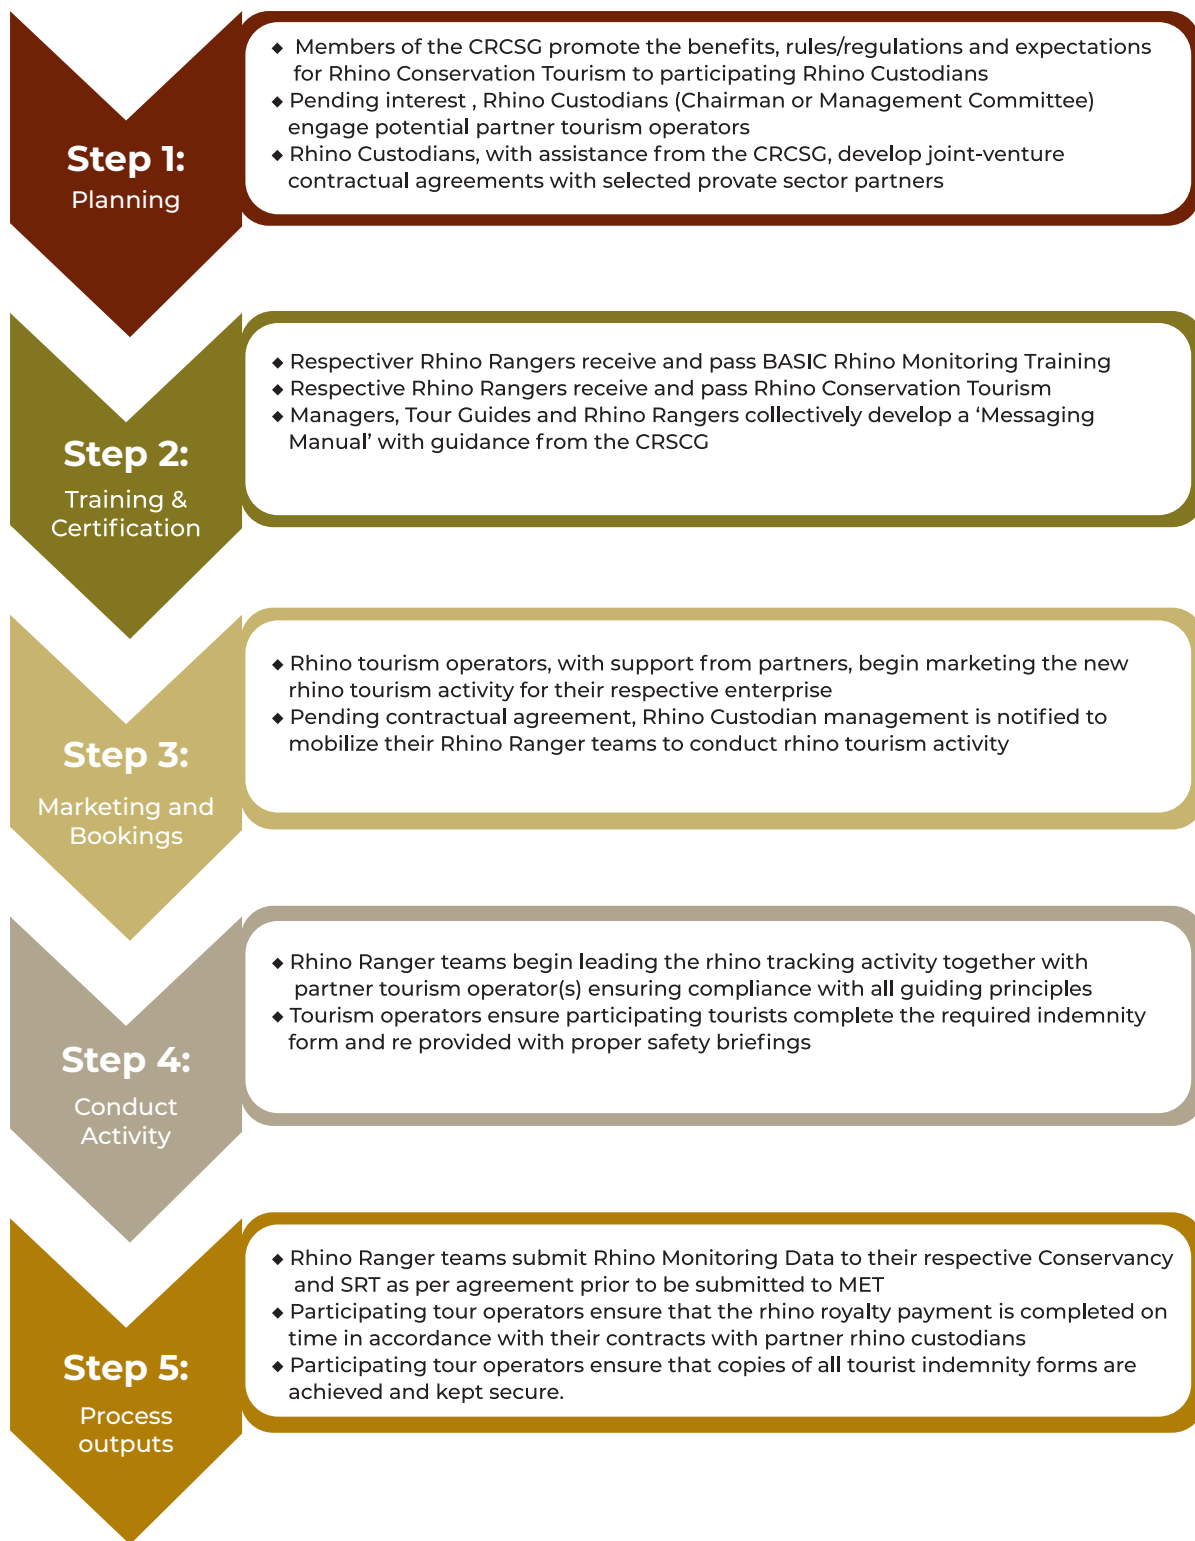 Step 1:
Planning
◆ Members of the CRCSG promote the benefits, rules/regulations and expectations
for Rhino Conservation Tourism to participating Rhino Custodians
◆ Pending interest , Rhino Custodians (Chairman or Management Committee)
engage potential partner tourism operators
◆ Rhino Custodians, with assistance from the CRCSG, develop joint-venture
contractual agreements with selected provate sector partners
Step 2:
Training &
Certification
◆ Respectiver Rhino Rangers receive and pass BASIC Rhino Monitoring Training
◆ Respective Rhino Rangers receive and pass Rhino Conservation Tourism
◆ Managers, Tour Guides and Rhino Rangers collectively develop a ‘Messaging
Manual’ with guidance from the CRSCG
Step 3:
Marketing and
Bookings
◆ Rhino tourism operators, with support from partners, begin marketing the new
rhino tourism activity for their respective enterprise
◆ Pending contractual agreement, Rhino Custodian management is notified to
mobilize their Rhino Ranger teams to conduct rhino tourism activity
Step 4:
Conduct
Activity
◆ Rhino Ranger teams begin leading the rhino tracking activity together with
partner tourism operator(s) ensuring compliance with all guiding principles
◆ Tourism operators ensure participating tourists complete the required indemnity
form and re provided with proper safety briefings
Step 5:
Process
outputs
◆ Rhino Ranger teams submit Rhino Monitoring Data to their respective Conservancy
and SRT as per agreement prior to be submitted to MET
◆ Participating tour operators ensure that the rhino royalty payment is completed on
time in accordance with their contracts with partner rhino custodians
◆ Participating tour operators ensure that copies of all tourist indemnity forms are
achieved and kept secure.